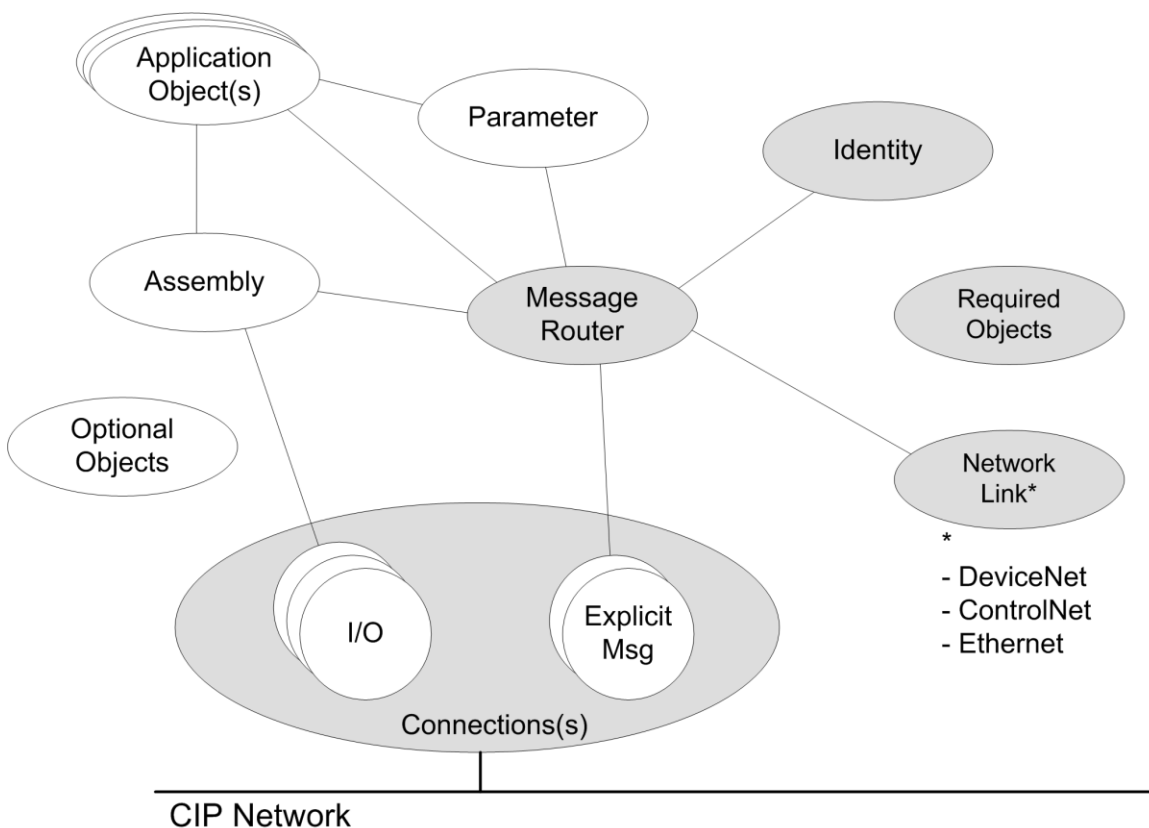 Application
Object(s)
Parameter
Identity
Assembly
Message
Router
Required
Objects
Optional
Objects
Network
Link*
*
- DeviceNet
- ControlNet
- Ethernet
I/O
Explicit
Msg
Connections(s)
CIP Network